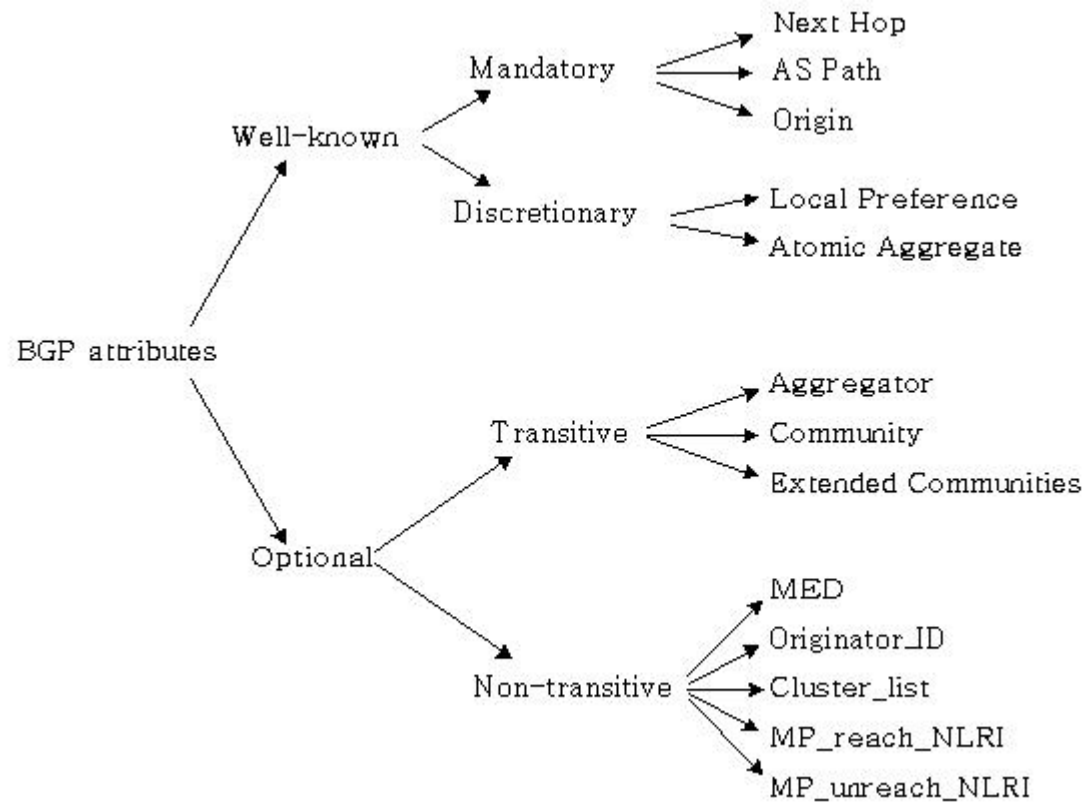 BGP attributes
Well-known
Mandatory
Next Hop
AS Path
Origin
Discretionary
Local Preference
Atomic Aggregate
Optional
Transitive
Aggregator
Community
Extended Communities
Non-transitive
MED
Originator_ID
Cluster_list
MP_reach_NLRI
MP_unreach_NLRI